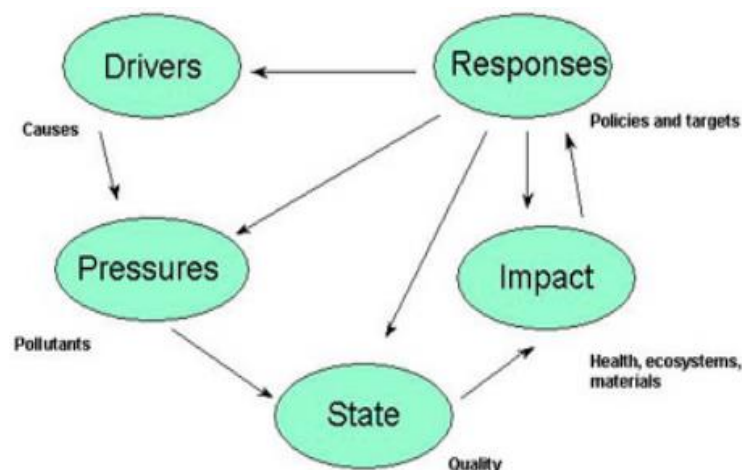 Drivers
Responses
Causes
Policies and targets
Pressures
Impact
Pollutants
Health, ecosystems,
materials
State
Quality